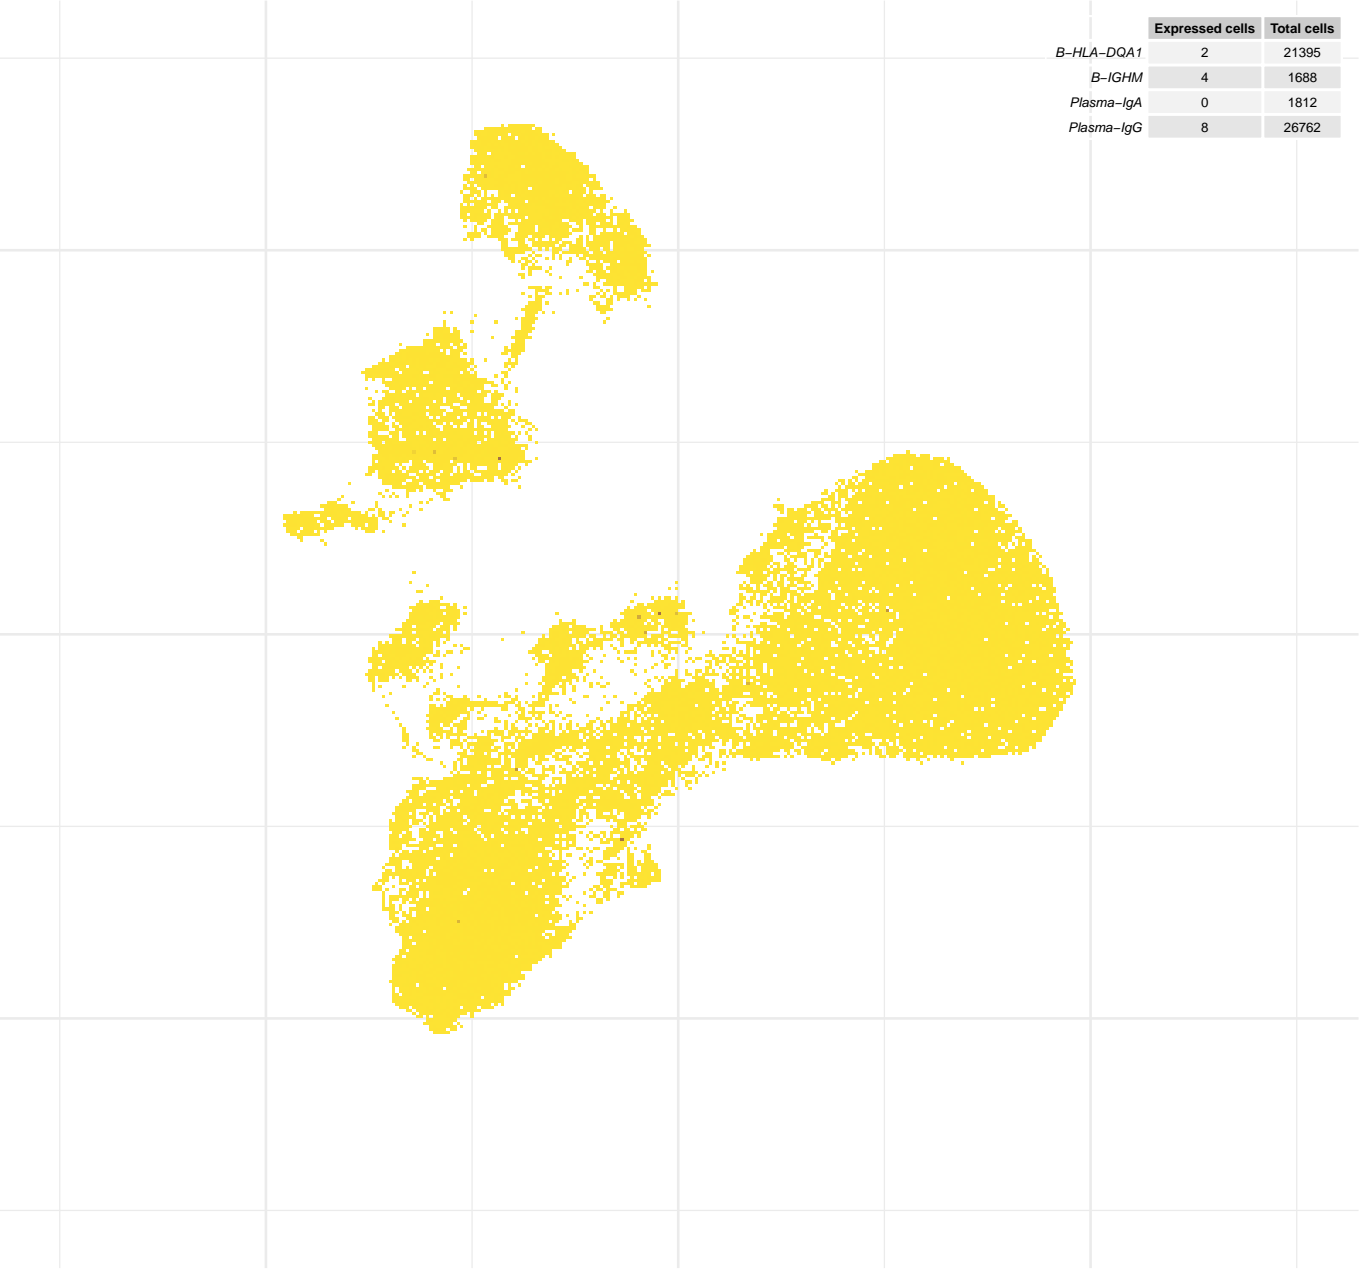 Expressed cells Total cells
B−HLA−DQA1 2 21395
B−IGHM 4 1688
Plasma−IgA 0 1812
Plasma−IgG 8 26762